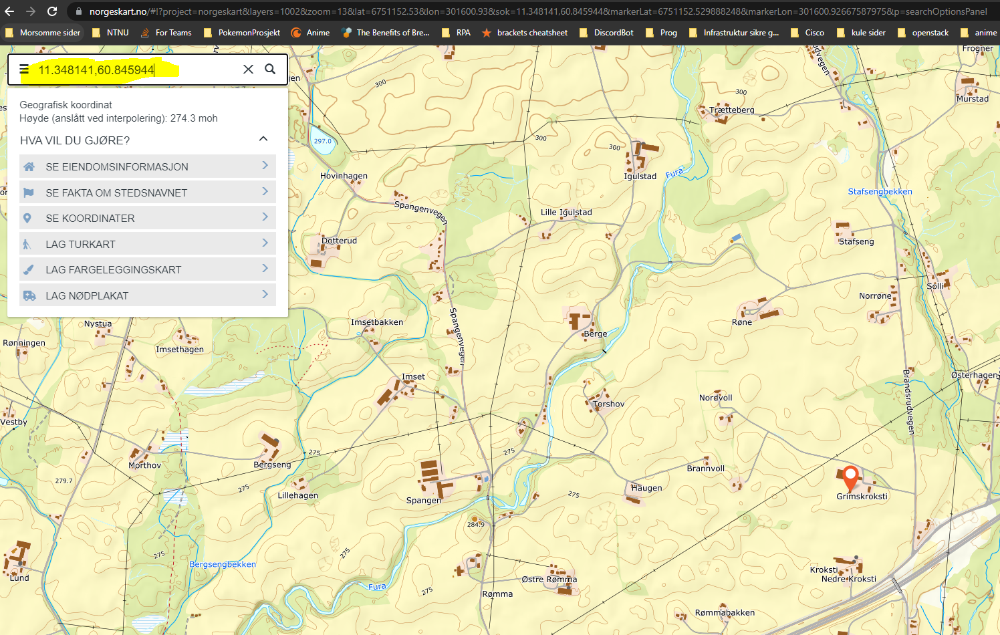 norgeskart.no/#!?project=norgeskart&layers=1002&zoom=13&lat=6751152.53&lon=301600.93&sok=11.348141,60.845944&markerLat=6751152.529888248&markerLon=301600.92667587975&p=searchOptionsPanel
Morsomme sider NTNU For Teams PokemonProsjekt Anime The Benefits of Bre... RPA brackets cheatsheet DiscordBot Prog Infrastruktur sikre g... Cisco kule sider openstack anime
11.348141,60.845944
Geografisk koordinat
Høyde (anslått ved interpolering): 274.3 moh
HVA VIL DU GJØRE?
SE EIENDOMSINFORMASJON
SE FAKTA OM STEDSNAVNET
SE KOORDINATER
LAG TURKART
LAG FARGELEGGINGSKART
LAG NØDPLAKAT
Frogner
300
300
Murstad
Trætteberg
297.0
300
300
Igulstad
Fura
Hovinhagen
Stafsengbekken
Spangenvegen
Lille Igulstad
Dotterud
Stafseng
Solli
Norrøne
Spangenvegen
Imsetbakken
Røne
Nystua
Berge
Rønningen
Imsethagen
Imset
Brandsrudvegen
Østerhagen
Nordvoll
Torshov
Vestby
275
275
Morthov
Bergseng
Brannvoll
279.7
275
Haugen
Lillehagen
Spangen
275
Grimskroksti
284.9
275
275
Bergsengbekken
Kroksti
Nedre Kroksti
Lund
Østre Rømma
Fura
275
Rømma
Rømmabakken